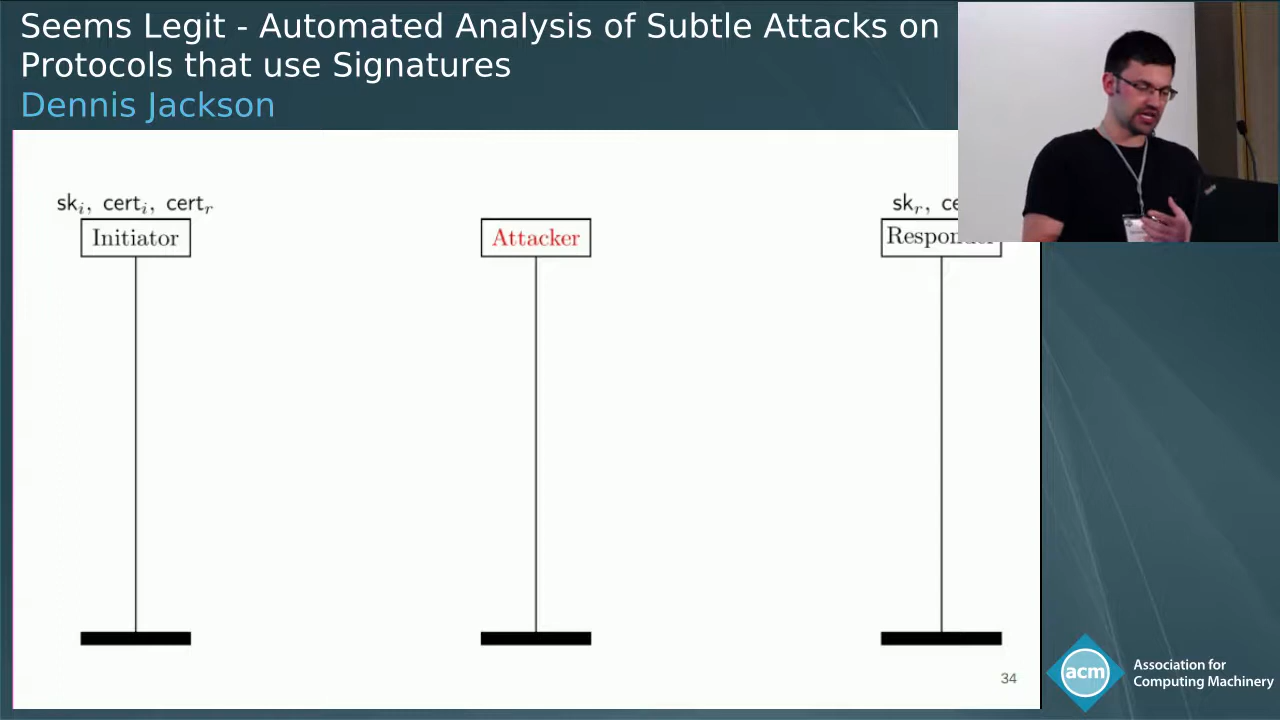 Seems Legit - Automated Analysis of Subtle Attacks on
Protocols that use Signatures
Dennis Jackson
skᵢ, certᵢ, certᵣ
skᵣ,
Initiator
Attacker
34
acm
Association for
Computing Machinery